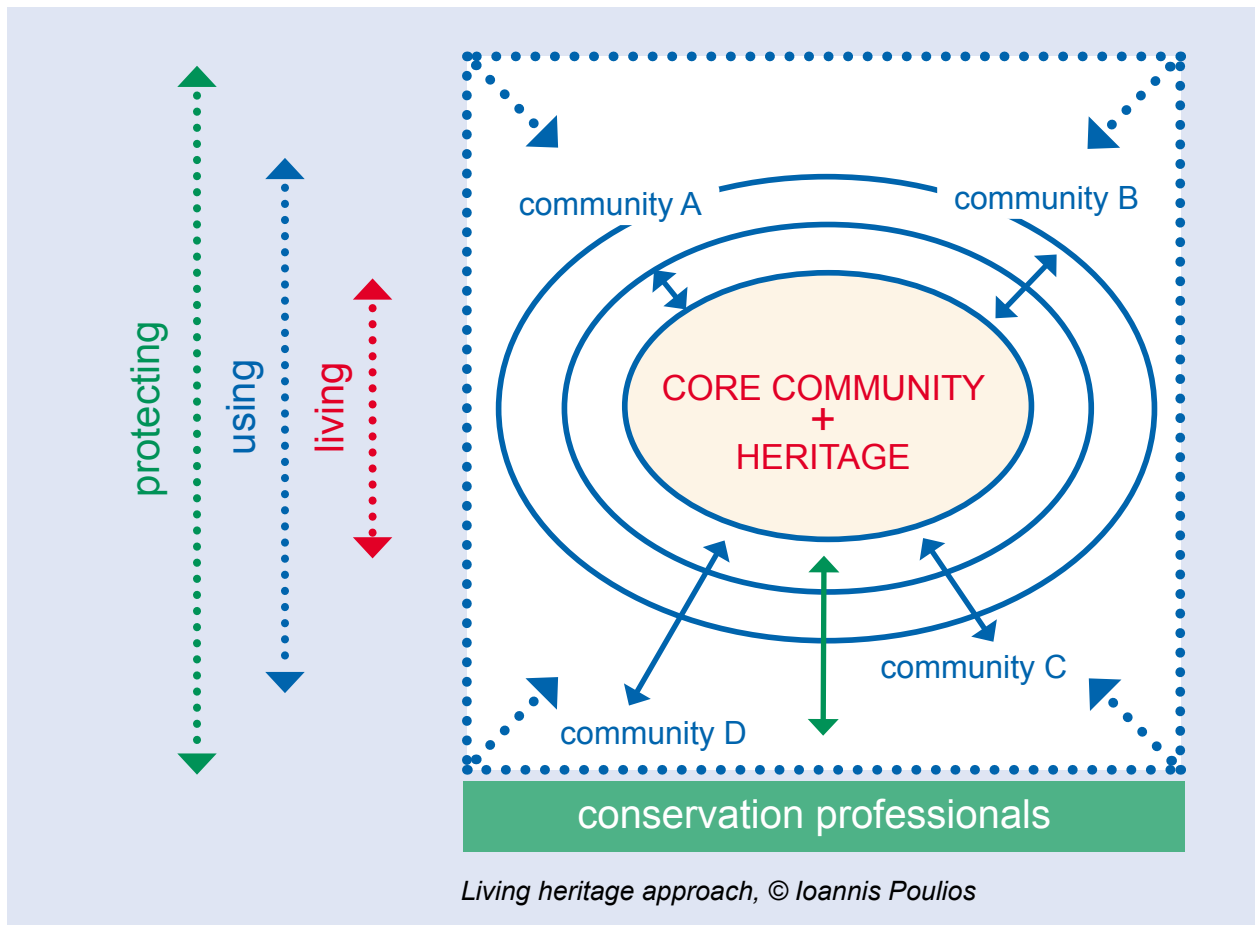 protecting
using
living
community A
community B
CORE COMMUNITY
+
HERITAGE
community C
community D
conservation professionals
Living heritage approach, © Ioannis Poulios